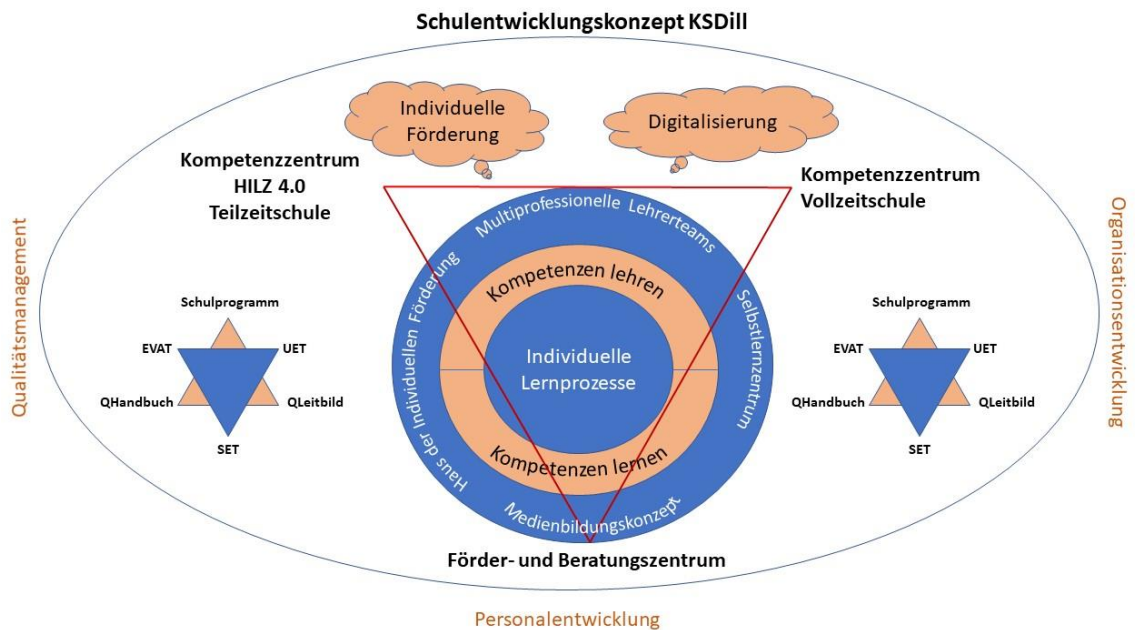 Schulentwicklungskonzept KSDill
Individuelle
Förderung
Digitalisierung
Kompetenzzentrum
HILZ 4.0
Teilzeitschule
Kompetenzzentrum
Vollzeitschule
Qualitätsmanagement
Organisationsentwicklung
Multiprofessionelle Lehrerteams
Haus der Individuellen Förderung
Selbstlernzentrum
Medienbildungskonzept
Kompetenzen lehren
Individuelle
Lernprozesse
Kompetenzen lernen
Schulprogramm
EVAT
UET
QHandbuch
QLeitbild
SET
Schulprogramm
EVAT
UET
QHandbuch
QLeitbild
SET
Förder- und Beratungszentrum
Personalentwicklung